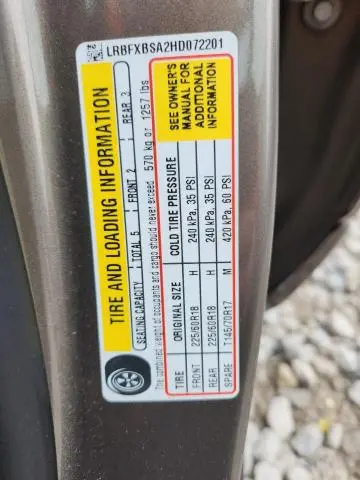 LRBFXBSA2HD072201
TIRE AND LOADING INFORMATION
SEATING CAPACITY TOTAL 5 FRONT 2 REAR 3
The combined weight of occupants and cargo should never exceed 570 kg or 1257 lbs
TIRE ORIGINAL SIZE COLD TIRE PRESSURE
FRONT 225/60R18 H 240 kPa, 35 PSI
REAR 225/60R18 H 240 kPa, 35 PSI
SPARE T145/70R17 M 420 kPa, 60 PSI
SEE OWNER'S
MANUAL FOR
ADDITIONAL
INFORMATION